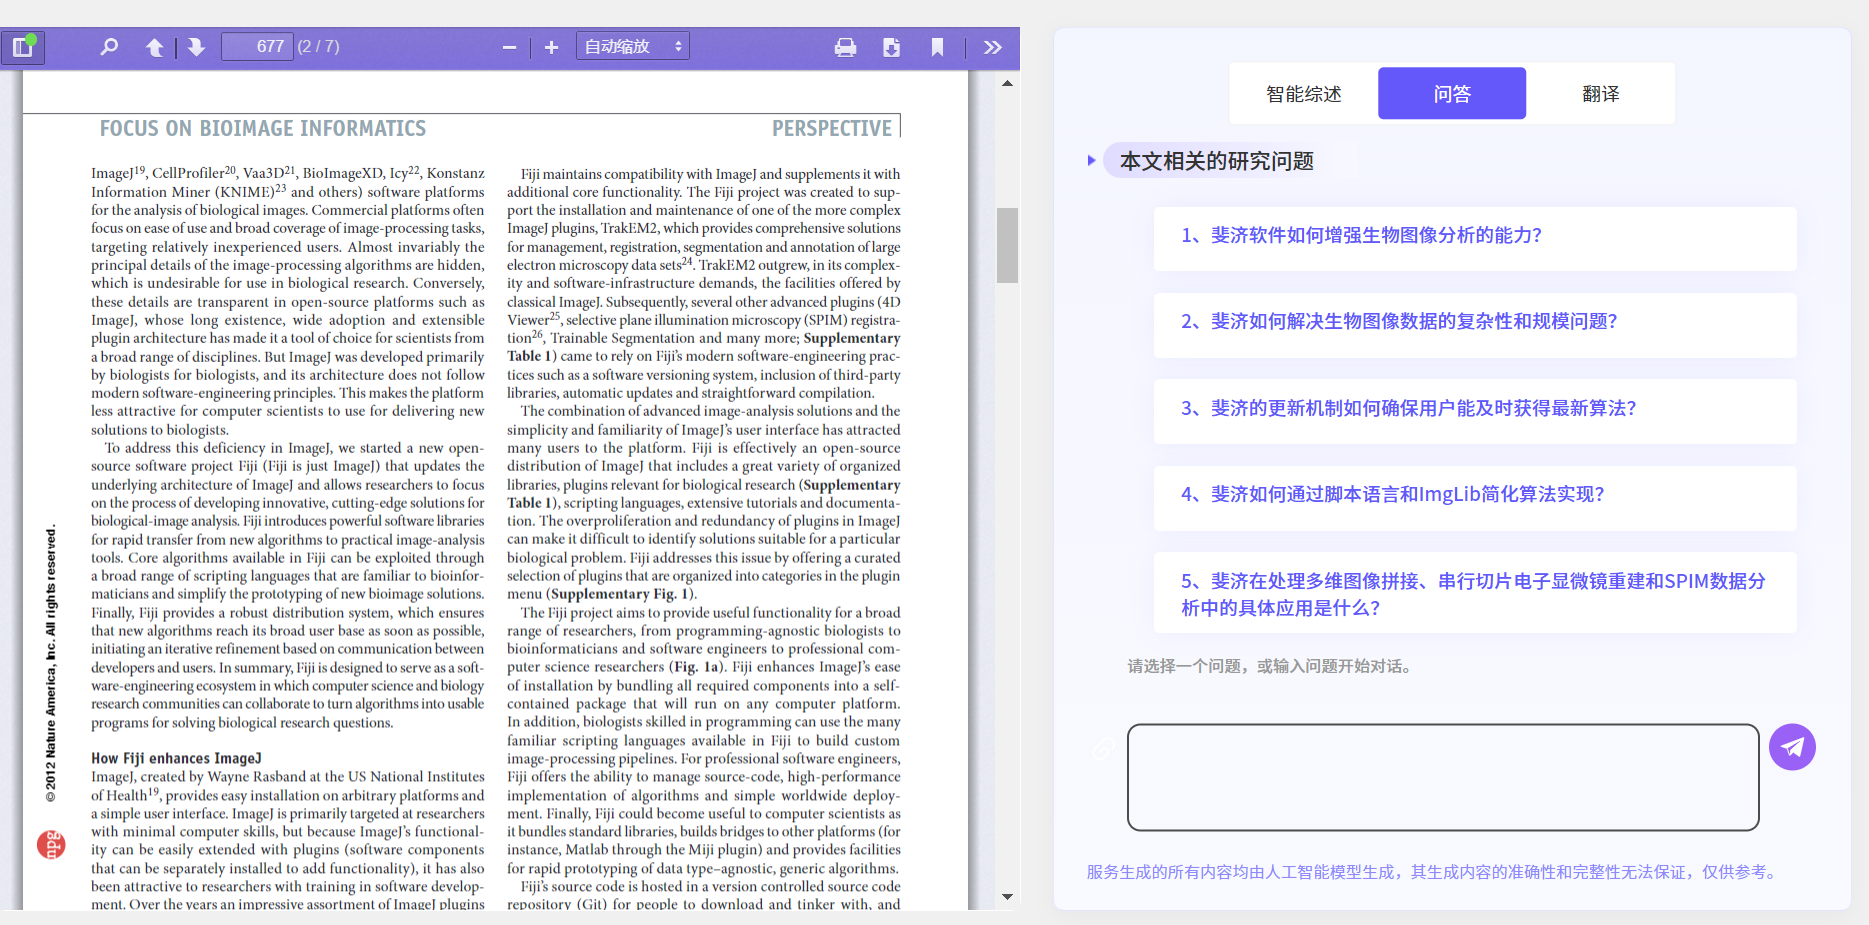 677 (2 / 7)
自动缩放
FOCUS ON BIOIMAGE INFORMATICS
PERSPECTIVE
ImageJ19, CellProfiler20, Vaa3D21, BioImageXD, Icy22, Konstanz
Information Miner (KNIME)23 and others) software platforms
for the analysis of biological images. Commercial platforms often
focus on ease of use and broad coverage of image-processing tasks,
targeting relatively inexperienced users. Almost invariably the
principal details of the image-processing algorithms are hidden,
which is undesirable for use in biological research. Conversely,
these details are transparent in open-source platforms such as
ImageJ, whose long existence, wide adoption and extensible
plugin architecture has made it a tool of choice for scientists from
a broad range of disciplines. But ImageJ was developed primarily
by biologists for biologists, and its architecture does not follow
modern software-engineering principles. This makes the platform
less attractive for computer scientists to use for delivering new
solutions to biologists.
To address this deficiency in ImageJ, we started a new open-
source software project Fiji (Fiji is just ImageJ) that updates the
underlying architecture of ImageJ and allows researchers to focus
on the process of developing innovative, cutting-edge solutions for
biological-image analysis. Fiji introduces powerful software libraries
for rapid transfer from new algorithms to practical image-analysis
tools. Core algorithms available in Fiji can be exploited through
a broad range of scripting languages that are familiar to bioinfor-
maticians and simplify the prototyping of new bioimage solutions.
Finally, Fiji provides a robust distribution system, which ensures
that new algorithms reach its broad user base as soon as possible,
initiating an iterative refinement based on communication between
developers and users. In summary, Fiji is designed to serve as a soft-
ware-engineering ecosystem in which computer science and biology
research communities can collaborate to turn algorithms into usable
programs for solving biological research questions.
How Fiji enhances ImageJ
ImageJ, created by Wayne Rasband at the US National Institutes
of Health19, provides easy installation on arbitrary platforms and
a simple user interface. ImageJ is primarily targeted at researchers
with minimal computer skills, but because ImageJ's functional-
ity can be easily extended with plugins (software components
that can be separately installed to add functionality), it has also
been attractive to researchers with training in software develop-
ment. Over the years an impressive assortment of ImageJ plugins
Fiji maintains compatibility with ImageJ and supplements it with
additional core functionality. The Fiji project was created to sup-
port the installation and maintenance of one of the more complex
ImageJ plugins, TrakEM2, which provides comprehensive solutions
for management, registration, segmentation and annotation of large
electron microscopy data sets24. TrakEM2 outgrew, in its complex-
ity and software-infrastructure demands, the facilities offered by
classical ImageJ. Subsequently, several other advanced plugins (4D
Viewer25, selective plane illumination microscopy (SPIM) registra-
tion26, Trainable Segmentation and many more; Supplementary
Table 1) came to rely on Fiji's modern software-engineering prac-
tices such as a software versioning system, inclusion of third-party
libraries, automatic updates and straightforward compilation.
The combination of advanced image-analysis solutions and the
simplicity and familiarity of ImageJ's user interface has attracted
many users to the platform. Fiji is effectively an open-source
distribution of ImageJ that includes a great variety of organized
libraries, plugins relevant for biological research (Supplementary
Table 1), scripting languages, extensive tutorials and documenta-
tion. The overproliferation and redundancy of plugins in ImageJ
can make it difficult to identify solutions suitable for a particular
biological problem. Fiji addresses this issue by offering a curated
selection of plugins that are organized into categories in the plugin
menu (Supplementary Fig. 1).
The Fiji project aims to provide useful functionality for a broad
range of researchers, from programming-agnostic biologists to
bioinformaticians and software engineers to professional com-
puter science researchers (Fig. 1a). Fiji enhances ImageJ's ease
of installation by bundling all required components into a self-
contained package that will run on any computer platform.
In addition, biologists skilled in programming can use the many
familiar scripting languages available in Fiji to build custom
image-processing pipelines. For professional software engineers,
Fiji offers the ability to manage source-code, high-performance
implementation of algorithms and simple worldwide deploy-
ment. Finally, Fiji could become useful to computer scientists as
it bundles standard libraries, builds bridges to other platforms (for
instance, Matlab through the Miji plugin) and provides facilities
for rapid prototyping of data type–agnostic, generic algorithms.
Fiji's source code is hosted in a version controlled source code
repository (Git) for people to download and tinker with, and
© 2012 Nature America, Inc. All rights reserved.
npg
智能综述
问答
翻译
本文相关的研究问题
1、斐济软件如何增强生物图像分析的能力?
2、斐济如何解决生物图像数据的复杂性和规模问题?
3、斐济的更新机制如何确保用户能及时获得最新算法?
4、斐济如何通过脚本语言和ImgLib简化算法实现?
5、斐济在处理多维图像拼接、串行切片电子显微镜重建和SPIM数据分
析中的具体应用是什么?
请选择一个问题，或输入问题开始对话。
服务生成的所有内容均由人工智能模型生成，其生成内容的准确性和完整性无法保证，仅供参考。